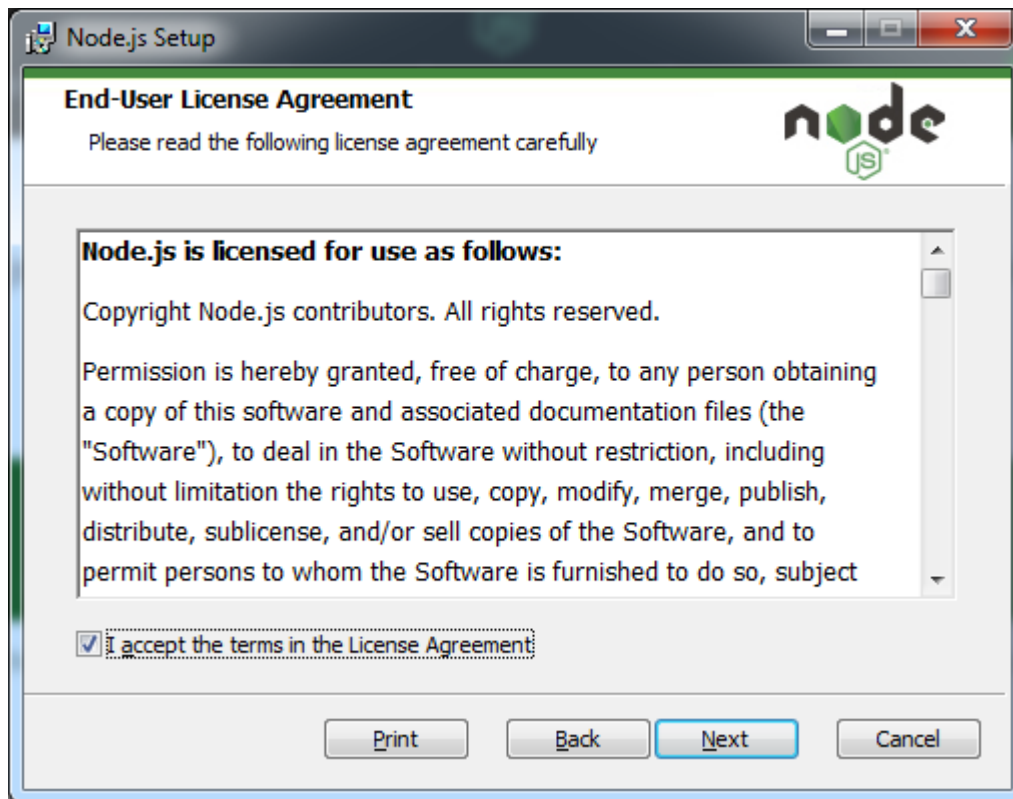 Node.js Setup
End-User License Agreement
Please read the following license agreement carefully
node
JS
Node.js is licensed for use as follows:
Copyright Node.js contributors. All rights reserved.
Permission is hereby granted, free of charge, to any person obtaining
a copy of this software and associated documentation files (the
"Software"), to deal in the Software without restriction, including
without limitation the rights to use, copy, modify, merge, publish,
distribute, sublicense, and/or sell copies of the Software, and to
permit persons to whom the Software is furnished to do so, subject
I accept the terms in the License Agreement
Print Back Next Cancel